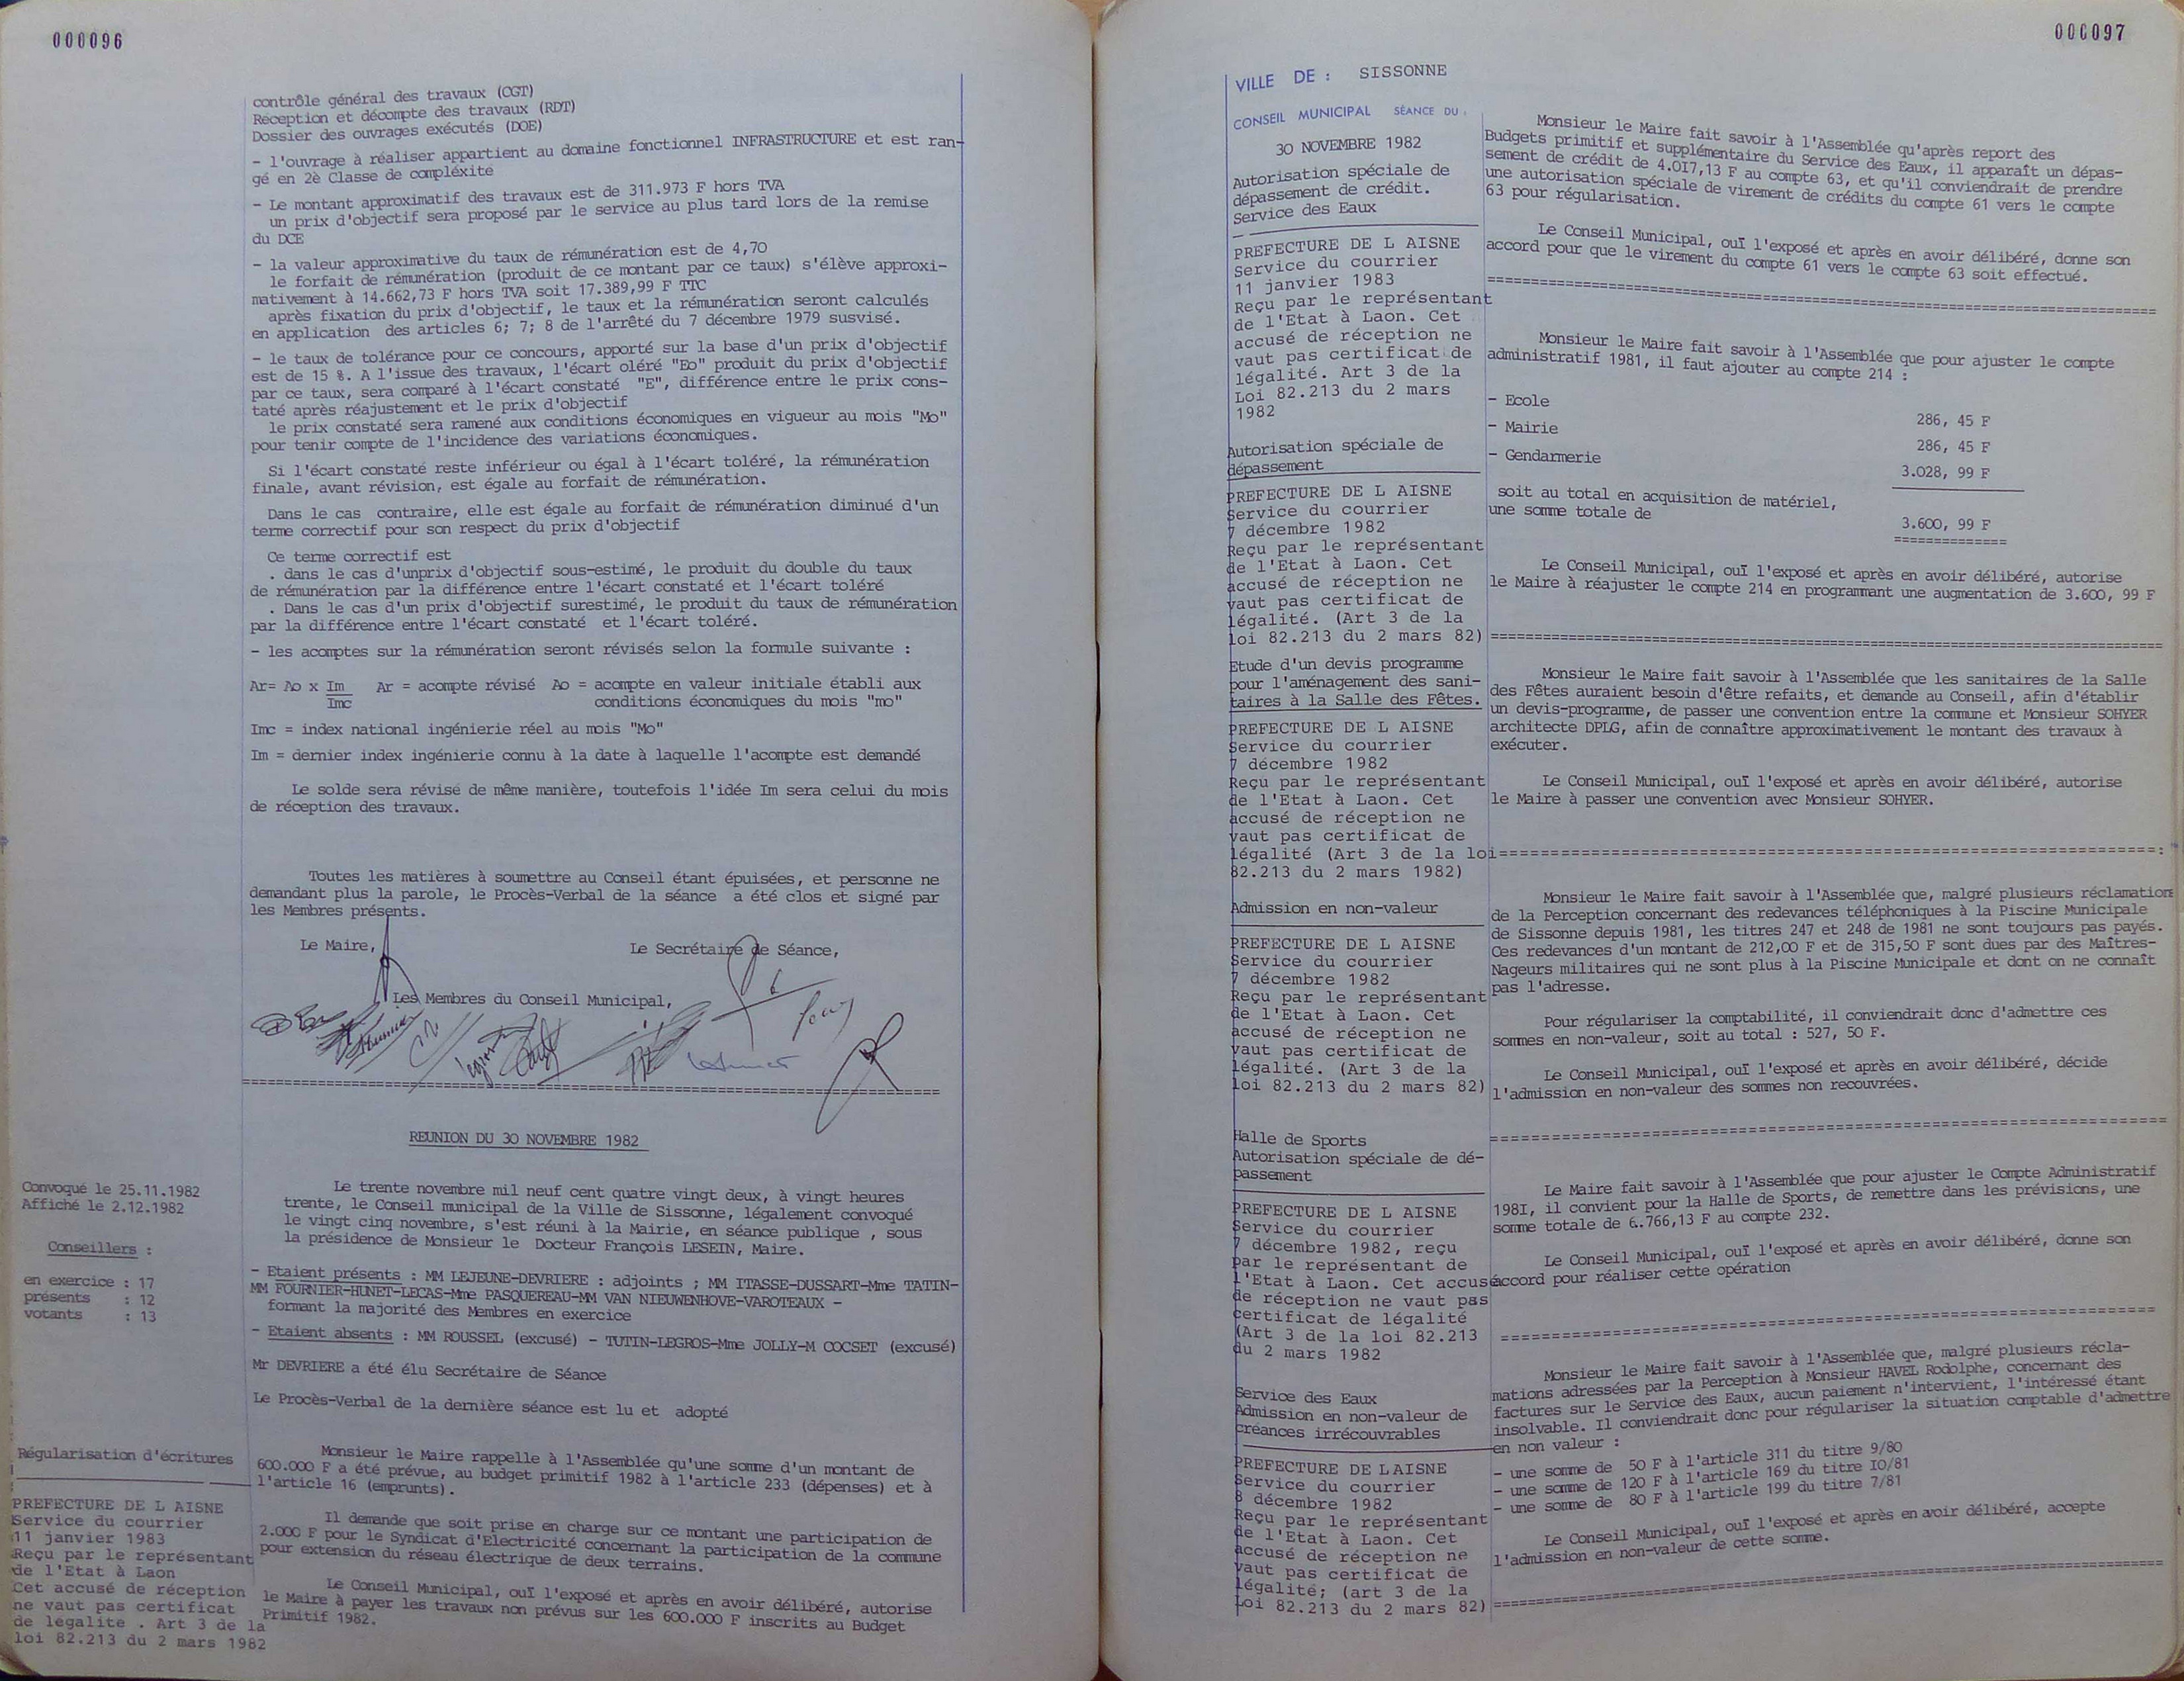 000096
contrôle général des travaux (CGT)
Réception et décompte des travaux (RDT)
Dossier des ouvrages exécutés (DOE)
- l'ouvrage à réaliser appartient au domaine fonctionnel INFRASTRUCTURE et est ran-
gé en 2è Classe de compléxité
- Le montant approximatif des travaux est de 311.973 F hors TVA
un prix d'objectif sera proposé par le service au plus tard lors de la remise
du DCE
- la valeur approximative du taux de rémunération est de 4,70
le forfait de rémunération (produit de ce montant par ce taux) s'élève approxi-
mativement à 14.662,73 F hors TVA soit 17.389,99 F TTC
après fixation du prix d'objectif, le taux et la rémunération seront calculés
en application des articles 6; 7; 8 de l'arrêté du 7 décembre 1979 susvisé.
- le taux de tolérance pour ce concours, apporté sur la base d'un prix d'objectif
est de 15 %. A l'issue des travaux, l'écart oléré "Eo" produit du prix d'objectif
par ce taux, sera comparé à l'écart constaté "E", différence entre le prix cons-
taté après réajustement et le prix d'objectif
le prix constaté sera ramené aux conditions économiques en vigueur au mois "Mo"
pour tenir compte de l'incidence des variations économiques.
Si l'écart constaté reste inférieur ou égal à l'écart toléré, la rémunération
finale, avant révision, est égale au forfait de rémunération.
Dans le cas contraire, elle est égale au forfait de rémunération diminué d'un
terme correctif pour son respect du prix d'objectif
Ce terme correctif est
. dans le cas d'unprix d'objectif sous-estimé, le produit du double du taux
de rémunération par la différence entre l'écart constaté et l'écart toléré
. Dans le cas d'un prix d'objectif surestimé, le produit du taux de rémunération
par la différence entre l'écart constaté et l'écart toléré.
- les acomptes sur la rémunération seront révisés selon la formule suivante :
Ar= Ao x Im Ar = acompte révisé Ao = acompte en valeur initiale établi aux
Imc conditions économiques du mois "mo"
Imc = index national ingénierie réel au mois "Mo"
Im = dernier index ingénierie connu à la date à laquelle l'acompte est demandé
Le solde sera révisé de même manière, toutefois l'idée Im sera celui du mois
de réception des travaux.
Toutes les matières à soumettre au Conseil étant épuisées, et personne ne
demandant plus la parole, le Procès-Verbal de la séance a été clos et signé par
les Membres présents.
Le Maire, Le Secrétaire de Séance,
Les Membres du Conseil Municipal,
==========
REUNION DU 30 NOVEMBRE 1982
Convoqué le 25.11.1982
Affiché le 2.12.1982
Conseillers :
en exercice : 17
présents : 12
votants : 13
Le trente novembre mil neuf cent quatre vingt deux, à vingt heures
trente, le Conseil municipal de la Ville de Sissonne, légalement convoqué
le vingt cinq novembre, s'est réuni à la Mairie, en séance publique , sous
la présidence de Monsieur le Docteur François LESEIN, Maire.
- Etaient présents : MM LEJEUNE-DEVRIERE : adjoints ; MM ITASSE-DUSSART-Mme TATIN-
MM FOURNIER-HUNET-LECAS-Mme PASQUEREAU-MM VAN NIEUWENHOVE-VAROTEAUX -
formant la majorité des Membres en exercice
- Etaient absents : MM ROUSSEL (excusé) - TUTIN-LEGROS-Mme JOLLY-M COCSET (excusé)
Mr DEVRIERE a été élu Secrétaire de Séance
Le Procès-Verbal de la dernière séance est lu et adopté
Régularisation d'écritures
PREFECTURE DE L AISNE
Service du courrier
11 janvier 1983
Reçu par le représentant
de l'Etat à Laon
Cet accusé de réception
ne vaut pas certificat
de légalite . Art 3 de la
loi 82.213 du 2 mars 1982
Monsieur le Maire rappelle à l'Assemblée qu'une somme d'un montant de
600.000 F a été prévue, au budget primitif 1982 à l'article 233 (dépenses) et à
l'article 16 (emprunts).
Il demande que soit prise en charge sur ce montant une participation de
2.000 F pour le Syndicat d'Electricité concernant la participation de la commune
pour extension du réseau électrique de deux terrains.
Le Conseil Municipal, ouï l'exposé et après en avoir délibéré, autorise
le Maire à payer les travaux non prévus sur les 600.000 F inscrits au Budget
Primitif 1982.
000097
VILLE DE : SISSONNE
CONSEIL MUNICIPAL SÉANCE DU :
30 NOVEMBRE 1982
Autorisation spéciale de
dépassement de crédit.
Service des Eaux
PREFECTURE DE L AISNE
Service du courrier
11 janvier 1983
Reçu par le représentant
de l'Etat à Laon. Cet
accusé de réception ne
vaut pas certificat de
légalité. Art 3 de la
Loi 82.213 du 2 mars
1982
Monsieur le Maire fait savoir à l'Assemblée qu'après report des
Budgets primitif et supplémentaire du Service des Eaux, il apparaît un dépas-
sement de crédit de 4.017,13 F au compte 63, et qu'il conviendrait de prendre
une autorisation spéciale de virement de crédits du compte 61 vers le compte
63 pour régularisation.
Le Conseil Municipal, ouï l'exposé et après en avoir délibéré, donne son
accord pour que le virement du compte 61 vers le compte 63 soit effectué.
==========
Autorisation spéciale de
dépassement
PREFECTURE DE L AISNE
Service du courrier
7 décembre 1982
Reçu par le représentant
de l'Etat à Laon. Cet
accusé de réception ne
vaut pas certificat de
légalité. (Art 3 de la
loi 82.213 du 2 mars 82)
Monsieur le Maire fait savoir à l'Assemblée que pour ajuster le compte
administratif 1981, il faut ajouter au compte 214 :
- Ecole 286, 45 F
- Mairie 286, 45 F
- Gendarmerie 3.028, 99 F
soit au total en acquisition de matériel,
une somme totale de 3.600, 99 F
==========
Le Conseil Municipal, ouï l'exposé et après en avoir délibéré, autorise
le Maire à réajuster le compte 214 en programmant une augmentation de 3.600, 99 F
==========
Etude d'un devis programme
pour l'aménagement des sani-
taires à la Salle des Fêtes.
PREFECTURE DE L AISNE
Service du courrier
7 décembre 1982
Reçu par le représentant
de l'Etat à Laon. Cet
accusé de réception ne
vaut pas certificat de
légalité (Art 3 de la loi
82.213 du 2 mars 1982)
Monsieur le Maire fait savoir à l'Assemblée que les sanitaires de la Salle
des Fêtes auraient besoin d'être refaits, et demande au Conseil, afin d'établir
un devis-programme, de passer une convention entre la commune et Monsieur SOHYER
architecte DPLG, afin de connaître approximativement le montant des travaux à
exécuter.
Le Conseil Municipal, ouï l'exposé et après en avoir délibéré, autorise
le Maire à passer une convention avec Monsieur SOHYER.
==========
Admission en non-valeur
PREFECTURE DE L AISNE
Service du courrier
7 décembre 1982
Reçu par le représentant
de l'Etat à Laon. Cet
accusé de réception ne
vaut pas certificat de
légalité. (Art 3 de la
loi 82.213 du 2 mars 82)
Monsieur le Maire fait savoir à l'Assemblée que, malgré plusieurs réclamations
de la Perception concernant des redevances téléphoniques à la Piscine Municipale
de Sissonne depuis 1981, les titres 247 et 248 de 1981 ne sont toujours pas payés.
Ces redevances d'un montant de 212,00 F et de 315,50 F sont dues par des Maîtres-
Nageurs militaires qui ne sont plus à la Piscine Municipale et dont on ne connaît
pas l'adresse.
Pour régulariser la comptabilité, il conviendrait donc d'admettre ces
sommes en non-valeur, soit au total : 527, 50 F.
Le Conseil Municipal, ouï l'exposé et après en avoir délibéré, décide
l'admission en non-valeur des sommes non recouvrées.
==========
Halle de Sports
Autorisation spéciale de dé-
passement
PREFECTURE DE L AISNE
Service du courrier
7 décembre 1982, reçu
par le représentant de
l'Etat à Laon. Cet accusé
de réception ne vaut pas
certificat de légalité
(Art 3 de la loi 82.213
du 2 mars 1982
Le Maire fait savoir à l'Assemblée que pour ajuster le Compte Administratif
198I, il convient pour la Halle de Sports, de remettre dans les prévisions, une
somme totale de 6.766,13 F au compte 232.
Le Conseil Municipal, ouï l'exposé et après en avoir délibéré, donne son
accord pour réaliser cette opération
==========
Service des Eaux
Admission en non-valeur de
créances irrécouvrables
PREFECTURE DE LAISNE
Service du courrier
8 décembre 1982
Reçu par le représentant
de l'Etat à Laon. Cet
accusé de réception ne
vaut pas certificat de
légalité; (art 3 de la
Loi 82.213 du 2 mars 82)
Monsieur le Maire fait savoir à l'Assemblée que, malgré plusieurs récla-
mations adressées par la Perception à Monsieur HAVEL Rodolphe, concernant des
factures sur le Service des Eaux, aucun paiement n'intervient, l'intéressé étant
insolvable. Il conviendrait donc pour régulariser la situation comptable d'admettre
en non valeur :
- une somme de 50 F à l'article 311 du titre 9/80
- une somme de 120 F à l'article 169 du titre IO/81
- une somme de 80 F à l'article 199 du titre 7/81
Le Conseil Municipal, ouï l'exposé et après en avoir délibéré, accepte
l'admission en non-valeur de cette somme.
==========